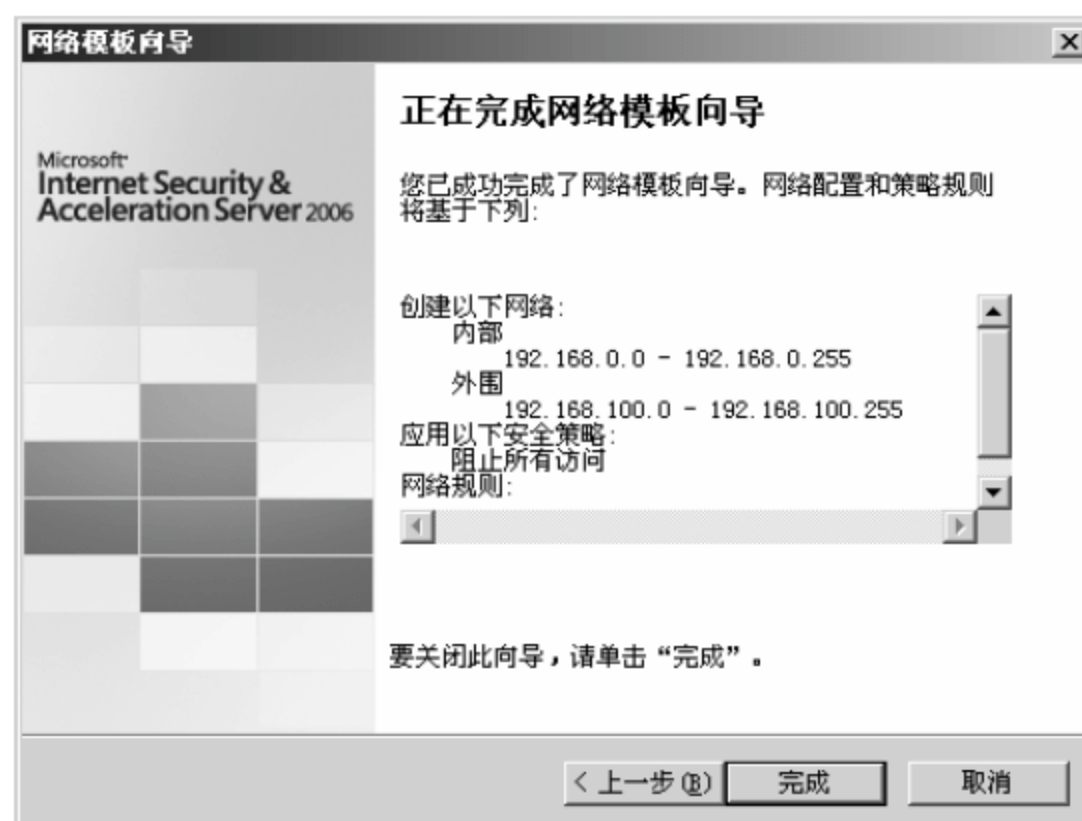 网络模板向导
Microsoft
Internet Security &
Acceleration Server 2006
正在完成网络模板向导
您已成功完成了网络模板向导。网络配置和策略规则
将基于下列:
创建以下网络:
内部
192.168.0.0 - 192.168.0.255
外围
192.168.100.0 - 192.168.100.255
应用以下安全策略:
阻止所有访问
网络规则:
要关闭此向导，请单击“完成”。
< 上一步(B)
完成
取消